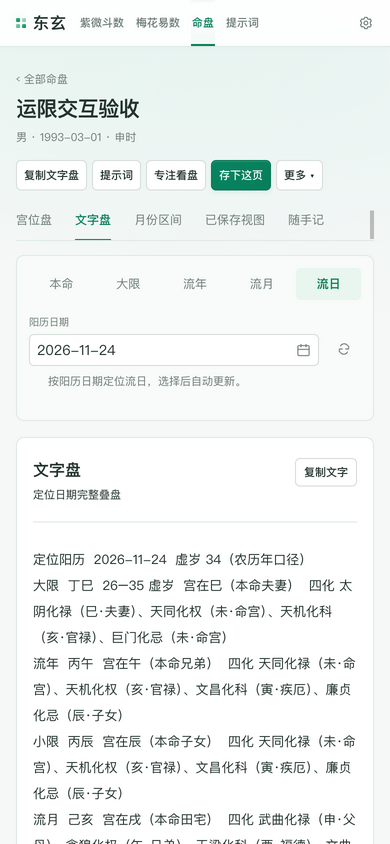 东玄 紫微斗数 梅花易数 命盘 提示词
‹ 全部命盘
运限交互验收
男 · 1993-03-01 · 申时
复制文字盘 提示词 专注看盘 存下这页 更多 ▾
宫位盘 文字盘 月份区间 已保存视图 随手记
本命 大限 流年 流月 流日
阳历日期
2026-11-24
按阳历日期定位流日，选择后自动更新。
文字盘 复制文字
定位日期完整叠盘
定位阳历 2026-11-24 虚岁 34（农历年口径）
大限 丁巳 26—35 虚岁 宫在巳（本命夫妻） 四化 太
阴化禄（巳·夫妻）、天同化权（未·命宫）、天机化科
（亥·官禄）、巨门化忌（未·命宫）
流年 丙午 宫在午（本命兄弟） 四化 天同化禄（未·命
宫）、天机化权（亥·官禄）、文昌化科（寅·疾厄）、廉贞
化忌（辰·子女）
小限 丙辰 宫在辰（本命子女） 四化 天同化禄（未·命
宫）、天机化权（亥·官禄）、文昌化科（寅·疾厄）、廉贞
化忌（辰·子女）
流月 己亥 宫在戌（本命田宅） 四化 武曲化禄（申·父